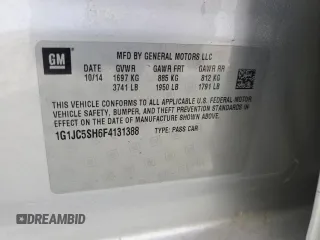 GM
MFD BY GENERAL MOTORS LLC
DATE GVWR GAWR FRT GAWR RR
10/14 1697 KG 885 KG 812 KG
3741 LB 1950 LB 1791 LB
THIS VEHICLE CONFORMS TO ALL APPLICABLE U.S. FEDERAL MOTOR
VEHICLE SAFETY, BUMPER, AND THEFT PREVENTION STANDARDS
IN EFFECT ON THE DATE OF MANUFACTURE SHOWN ABOVE.
1G1JC5SH6F4131388 TYPE: PASS CAR
AUTOBIDMASTER